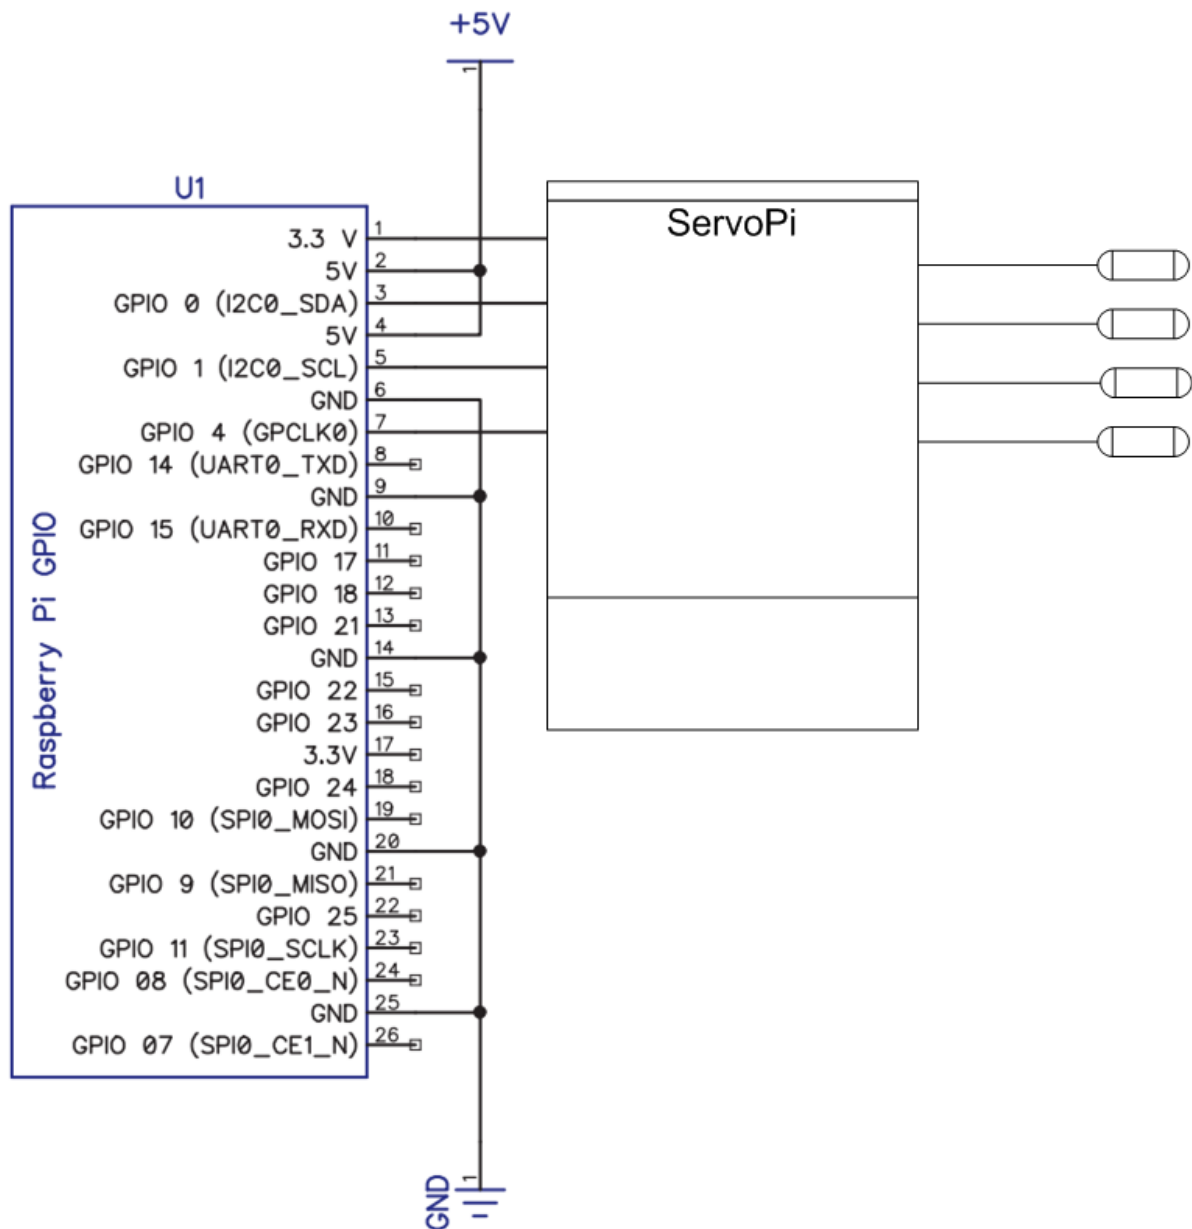 +5V
1
U1
ServoPi
3.3 V 1
5V 2
GPIO 0 (I2C0_SDA) 3
5V 4
GPIO 1 (I2C0_SCL) 5
GND 6
GPIO 4 (GPCLK0) 7
GPIO 14 (UART0_TXD) 8
GND 9
GPIO 15 (UART0_RXD) 10
GPIO 17 11
GPIO 18 12
GPIO 21 13
GND 14
GPIO 22 15
GPIO 23 16
3.3V 17
GPIO 24 18
GPIO 10 (SPI0_MOSI) 19
GND 20
GPIO 9 (SPI0_MISO) 21
GPIO 25 22
GPIO 11 (SPI0_SCLK) 23
GPIO 08 (SPI0_CE0_N) 24
GND 25
GPIO 07 (SPI0_CE1_N) 26
Raspberry Pi GPIO
1
GND